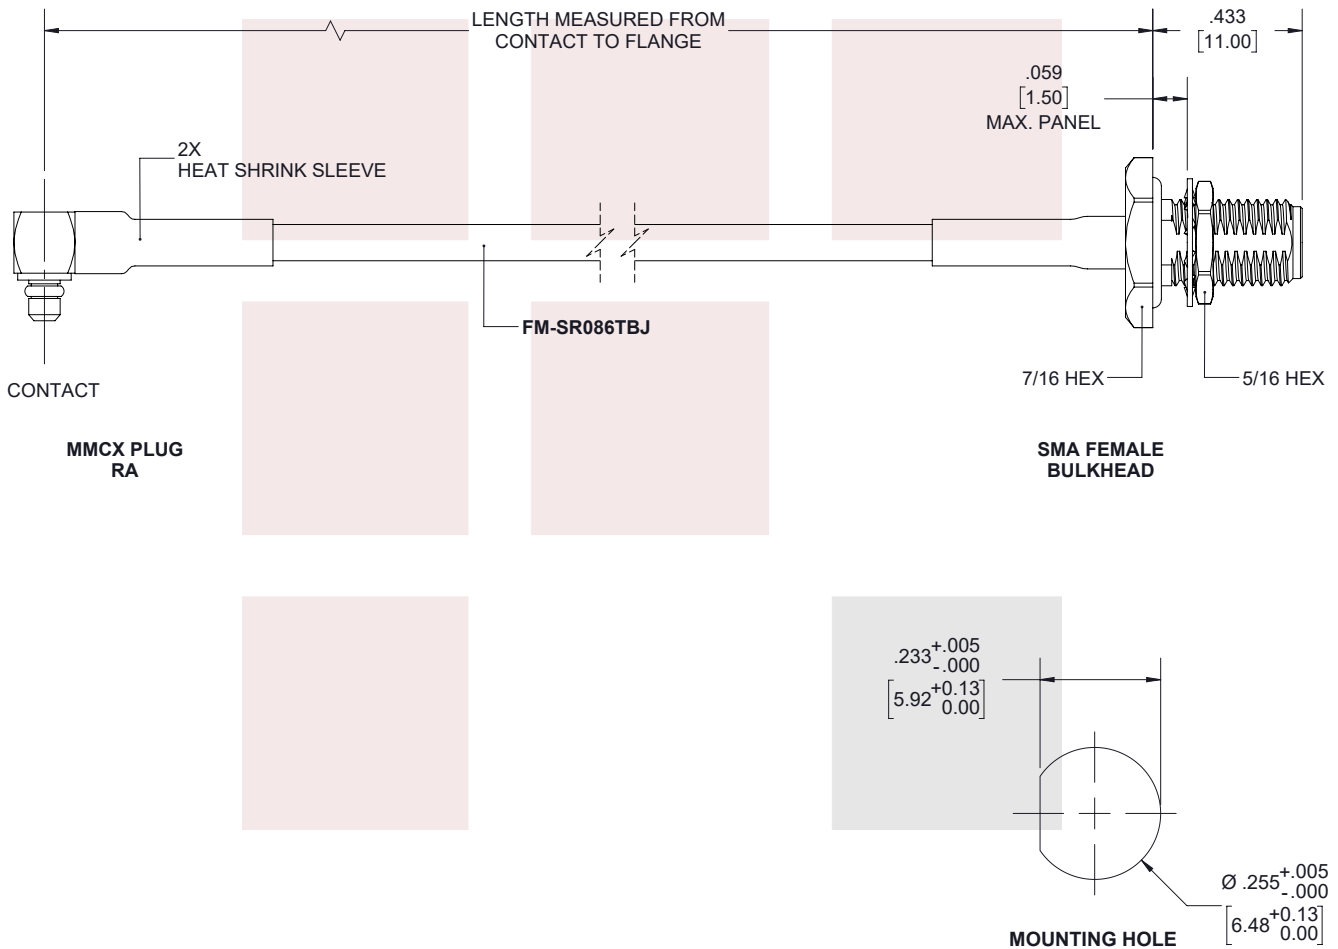 LENGTH MEASURED FROM
CONTACT TO FLANGE
.433
[11.00]
.059
[1.50]
MAX. PANEL
2X
HEAT SHRINK SLEEVE
FM-SR086TBJ
CONTACT
7/16 HEX
5/16 HEX
MMCX PLUG
RA
SMA FEMALE
BULKHEAD
.233 +.005
-.000
[5.92 +0.13
0.00]
Ø .255 +.005
-.000
[6.48 +0.13
0.00]
MOUNTING HOLE